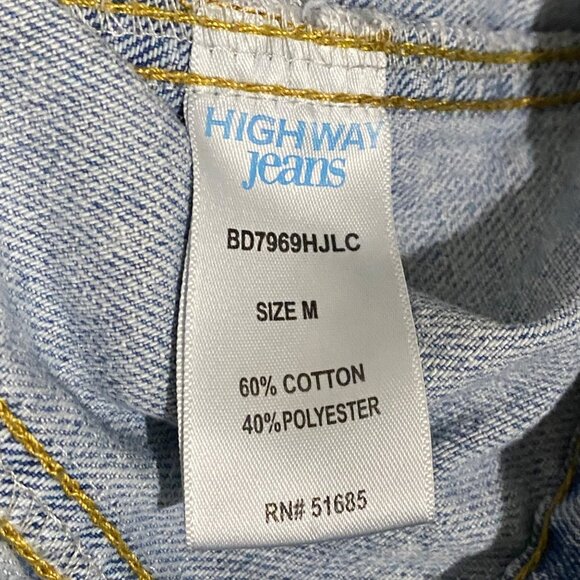 HIGHWAY
Jeans
BD7969HJLC
SIZE M
60% COTTON
40%POLYESTER
RN# 51685